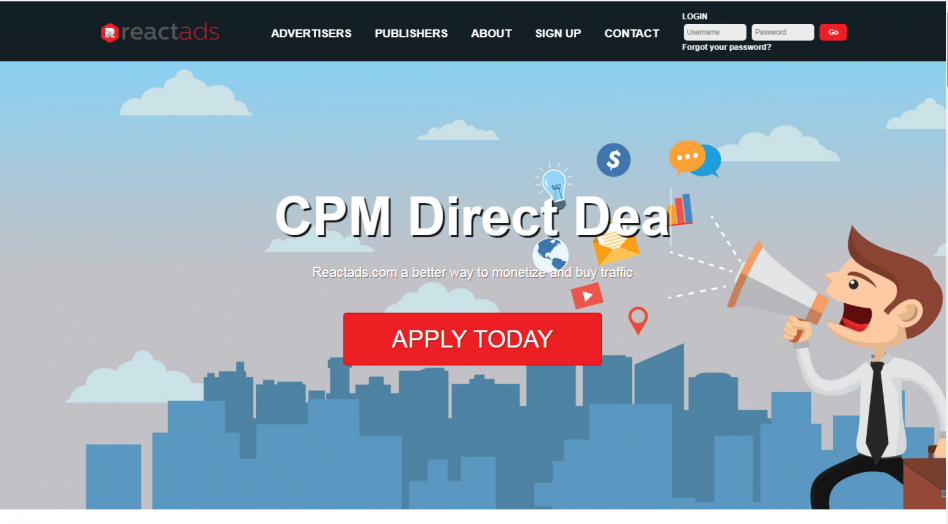 reactads
ADVERTISERS PUBLISHERS ABOUT SIGN UP CONTACT
LOGIN
Username Password Go
Forgot your password?
$
CPM Direct Dea
Reactads.com a better way to monetize and buy traffic
APPLY TODAY